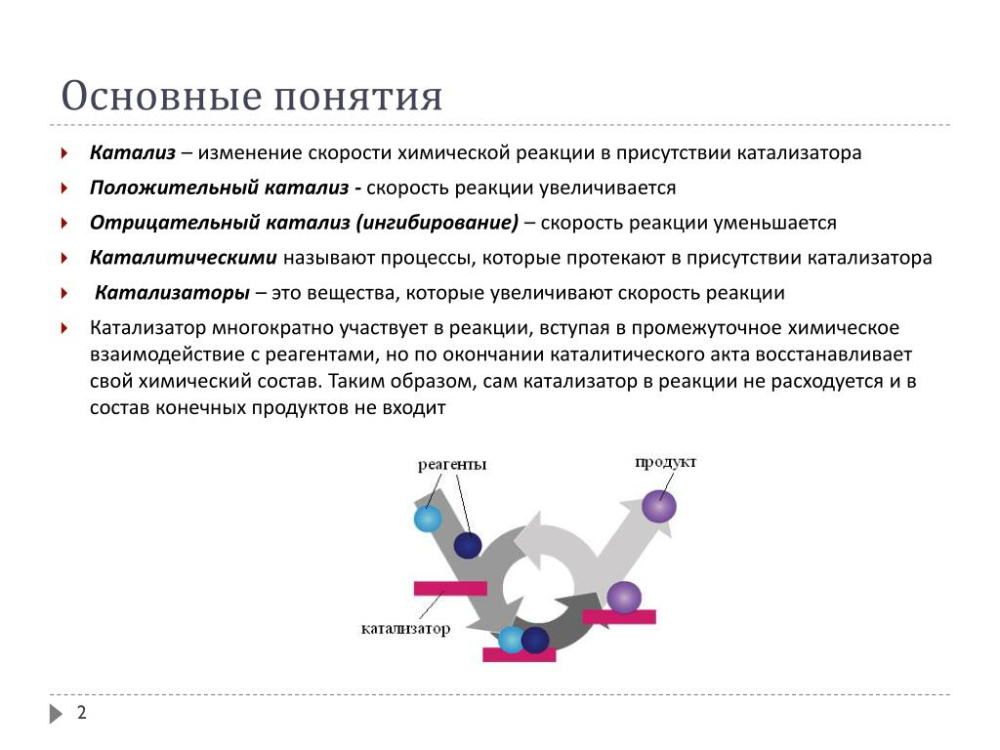 Основные понятия
Катализ – изменение скорости химической реакции в присутствии катализатора
Положительный катализ - скорость реакции увеличивается
Отрицательный катализ (ингибирование) – скорость реакции уменьшается
Каталитическими называют процессы, которые протекают в присутствии катализатора
Катализаторы – это вещества, которые увеличивают скорость реакции
Катализатор многократно участвует в реакции, вступая в промежуточное химическое
взаимодействие с реагентами, но по окончании каталитического акта восстанавливает
свой химический состав. Таким образом, сам катализатор в реакции не расходуется и в
состав конечных продуктов не входит
реагенты
продукт
катализатор
2